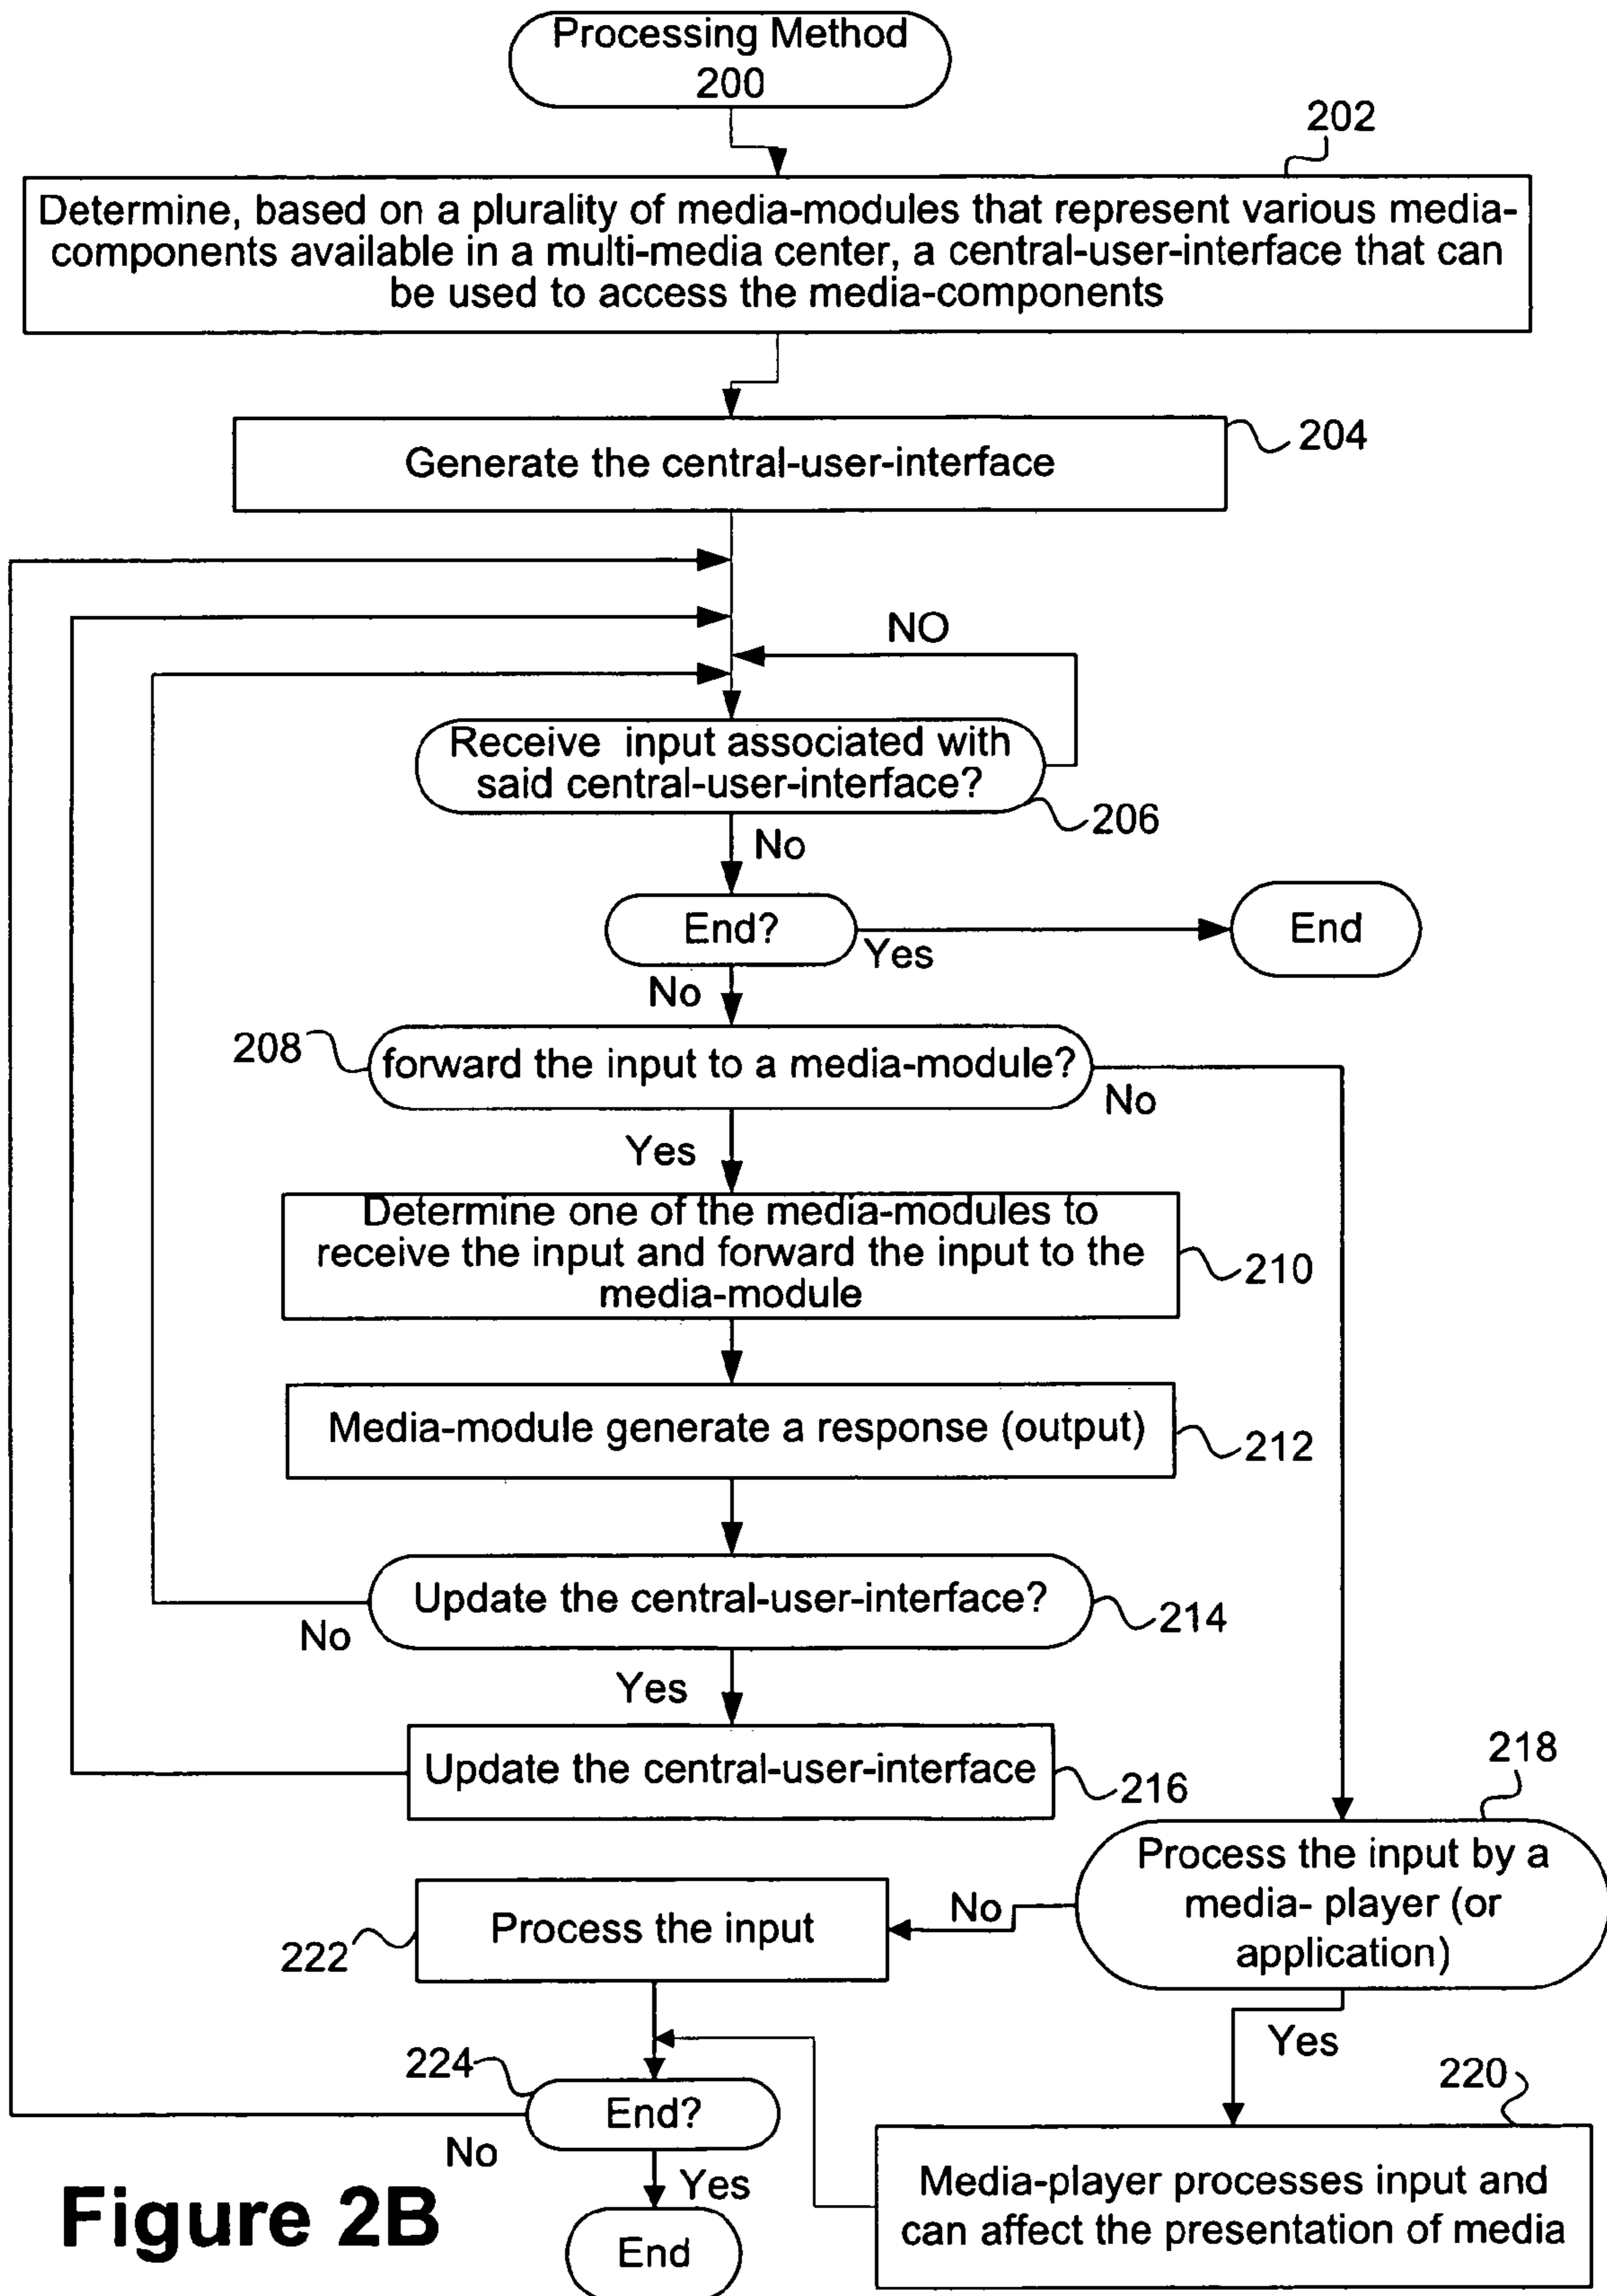 Processing Method
200
202
Determine, based on a plurality of media-modules that represent various media-
components available in a multi-media center, a central-user-interface that can
be used to access the media-components
204
Generate the central-user-interface
NO
Receive input associated with
said central-user-interface?
206
No
End?
Yes
End
No
208
forward the input to a media-module?
No
Yes
Determine one of the media-modules to
receive the input and forward the input to the
media-module
210
Media-module generate a response (output)
212
Update the central-user-interface?
214
No
Yes
Update the central-user-interface
216
218
Process the input by a
media- player (or
application)
No
Process the input
222
Yes
224
End?
220
No
Yes
Media-player processes input and
can affect the presentation of media
End
Figure 2B